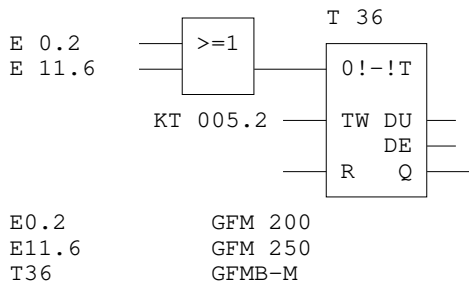 T 36
E 0.2 >=1
E 11.6 0!-!T
KT 005.2 TW DU
DE
R Q
E0.2 GFM 200
E11.6 GFM 250
T36 GFMB-M